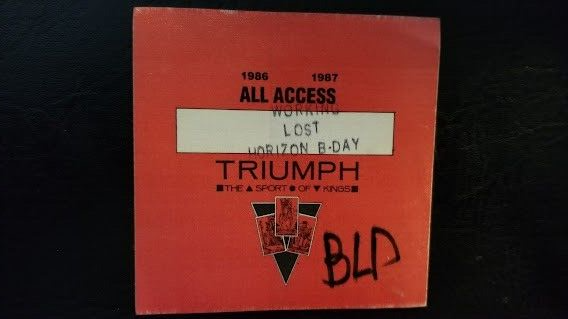 1986 1987
ALL ACCESS
WORKING
LOST
HORIZON B-DAY
TRIUMPH
■THE▲SPORT●OF▼KINGS■
BLD